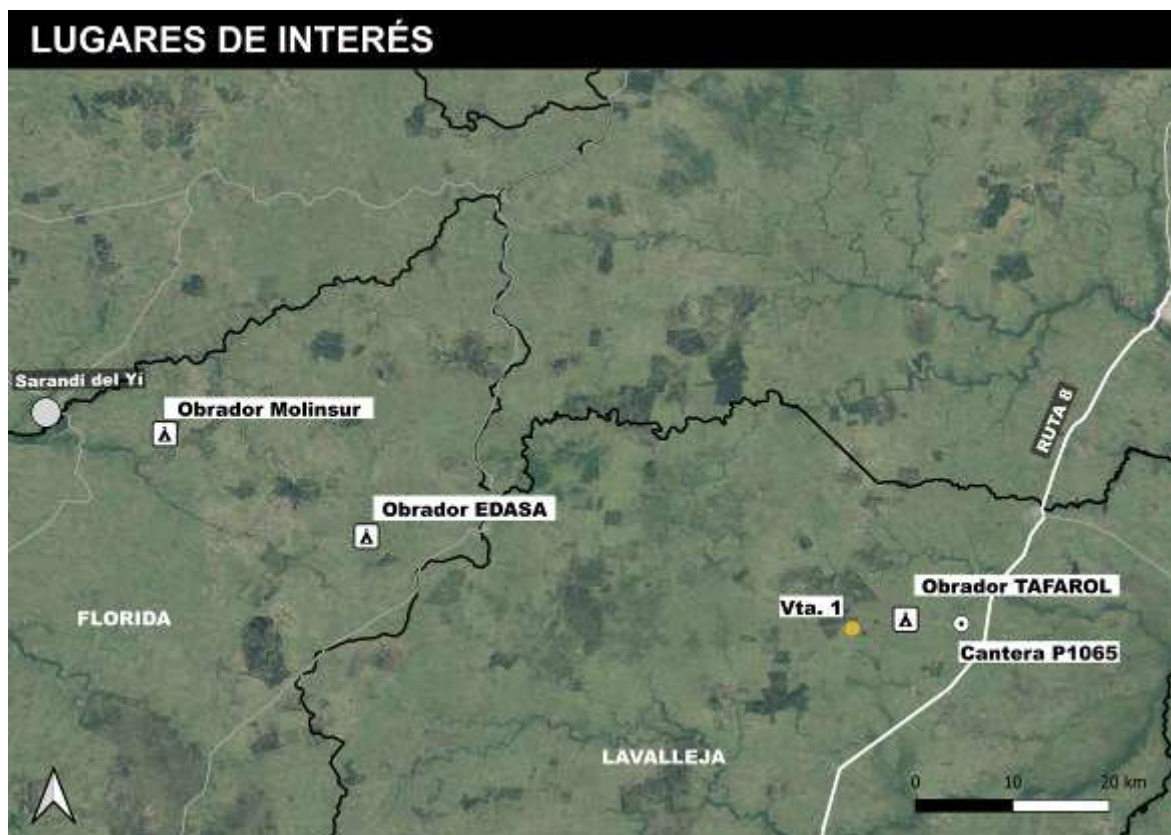 LUGARES DE INTERÉS
Sarandí del Yí
Obrador Molinsur
RUTA 8
Obrador EDASA
Obrador TAFAROL
Vta. 1
FLORIDA
Cantera P1065
LAVALLEJA
0 10 20 km